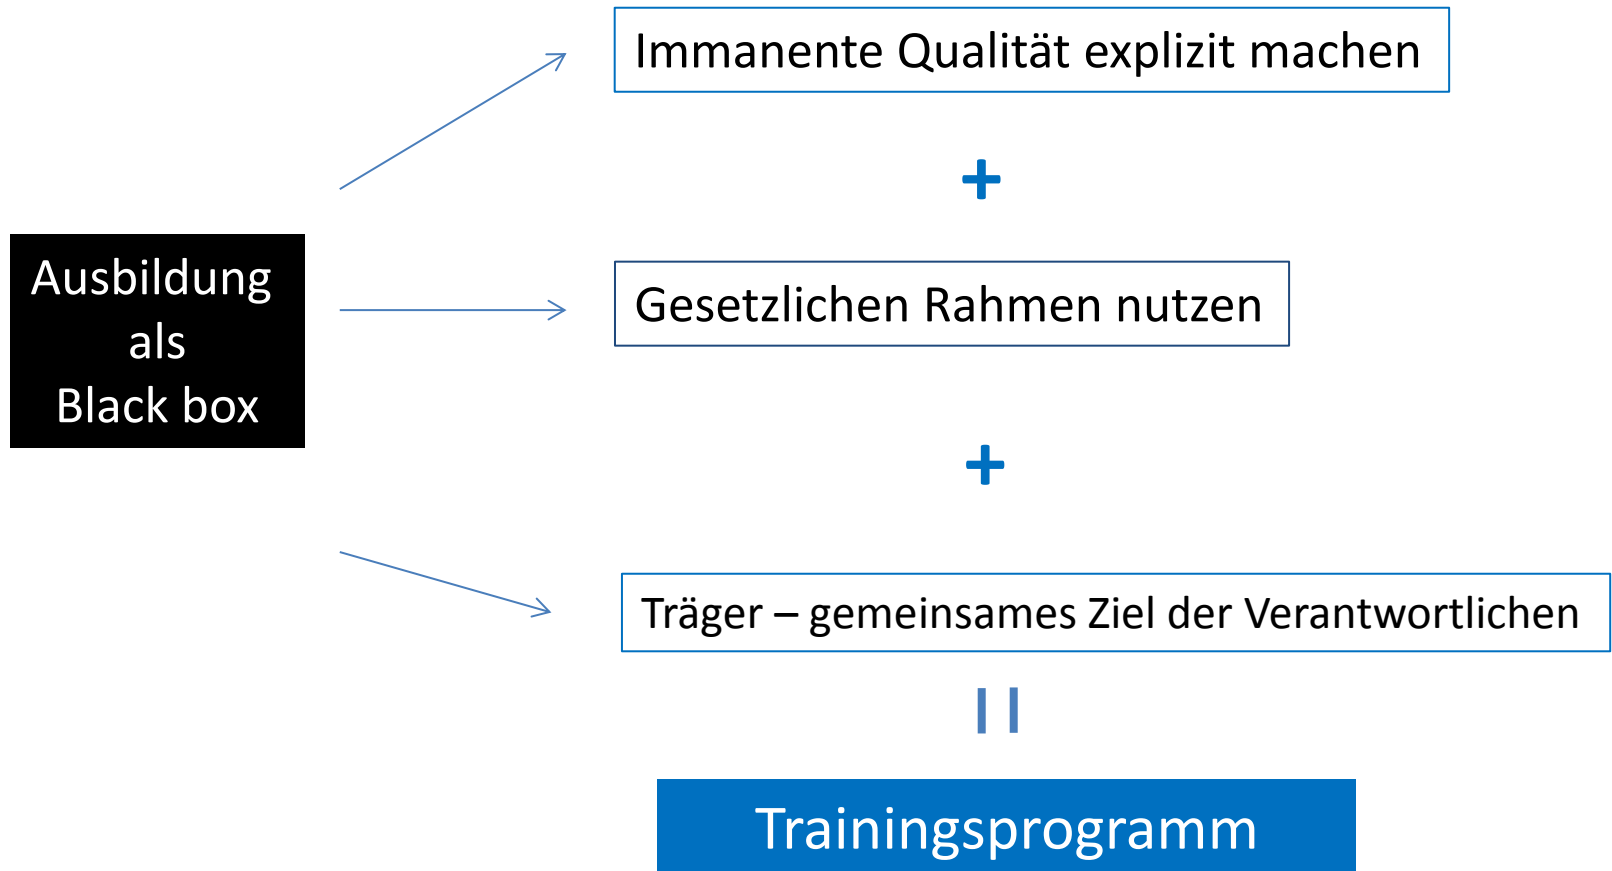 Immanente Qualität explizit machen
+
Ausbildung
als
Black box
Gesetzlichen Rahmen nutzen
+
Träger – gemeinsames Ziel der Verantwortlichen
=
Trainingsprogramm